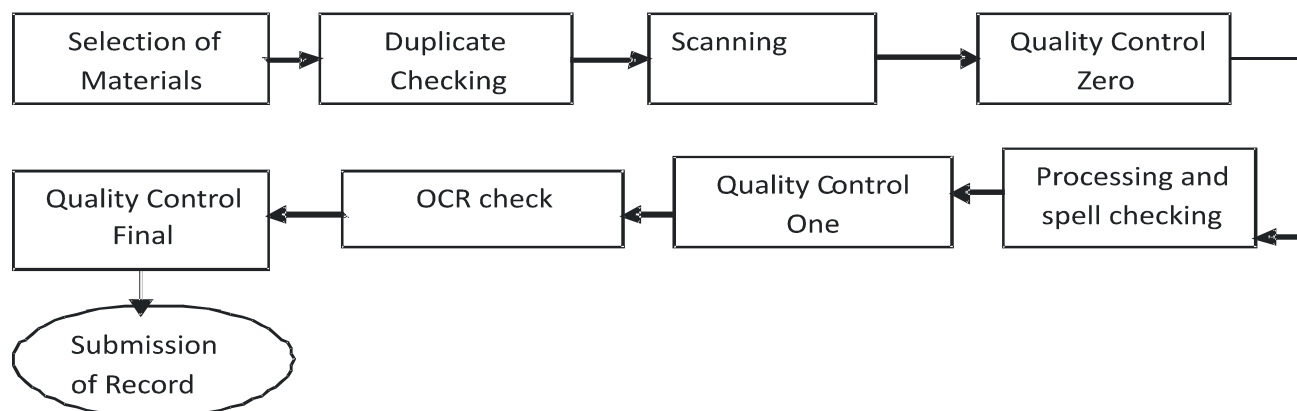 Selection of
Materials
Duplicate
Checking
Scanning
Quality Control
Zero
Processing and
spell checking
Quality Control
One
OCR check
Quality Control
Final
Submission
of Record